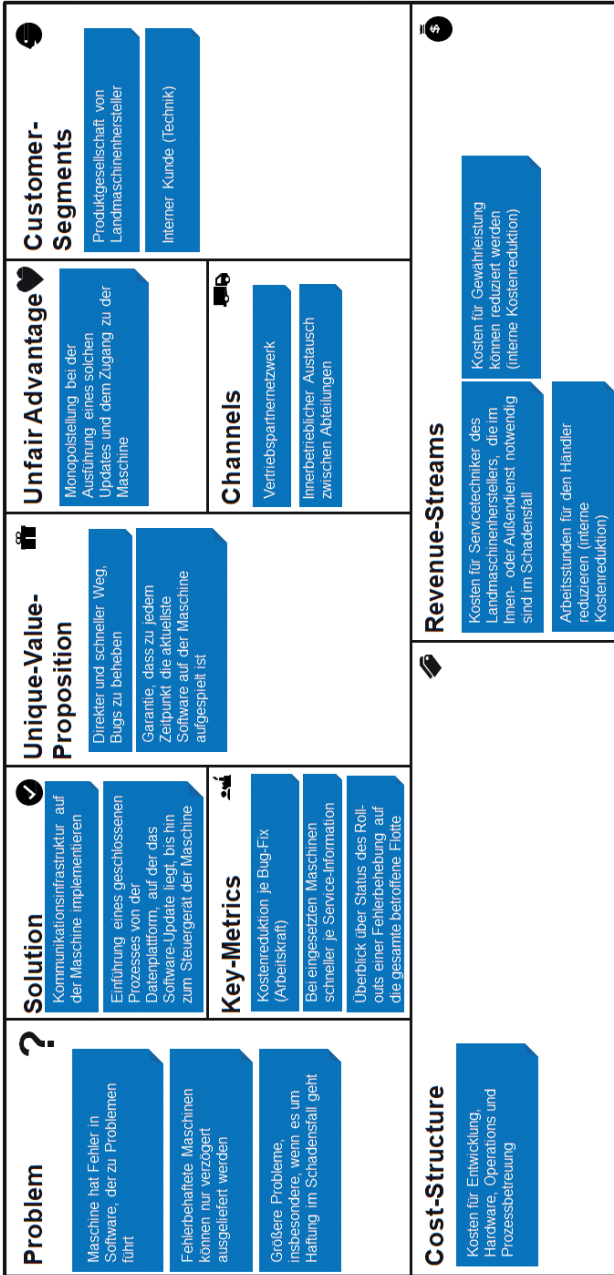 Problem
?
Maschine hat Fehler in
Software, der zu Problemen
führt
Fehlerbehaftete Maschinen
können nur verzögert
ausgeliefert werden
Größere Probleme,
insbesondere, wenn es um
Haftung im Schadensfall geht
Solution
Kommunikationsinfrastruktur auf
der Maschine implementieren
Einführung eines geschlossenen
Prozesses von der
Datenplattform, auf der das
Software-Update liegt, bis hin
zum Steuergerät der Maschine
Key-Metrics
Kostenreduktion je Bug-Fix
(Arbeitskraft)
Bei eingesetzten Maschinen
schneller je Service-Information
Überblick über Status des Roll-
outs einer Fehlerbehebung auf
die gesamte betroffene Flotte
Unique-Value-
Proposition
Direkter und schneller Weg,
Bugs zu beheben
Garantie, dass zu jedem
Zeitpunkt die aktuellste
Software auf der Maschine
aufgespielt ist
Unfair Advantage
Monopolstellung bei der
Ausführung eines solchen
Updates und dem Zugang zu der
Maschine
Channels
Vertriebspartnernetzwerk
Innerbetrieblicher Austausch
zwischen Abteilungen
Customer-
Segments
Produktgesellschaft von
Landmaschinenhersteller
Interner Kunde (Technik)
Cost-Structure
Kosten für Entwicklung,
Hardware, Operations und
Prozessbetreuung
Revenue-Streams
$
Kosten für Servicetechniker des
Landmaschinenherstellers, die im
Innen- oder Außendienst notwendig
sind im Schadensfall
Kosten für Gewährleistung
können reduziert werden
(interne Kostenreduktion)
Arbeitsstunden für den Händler
reduzieren (interne
Kostenreduktion)